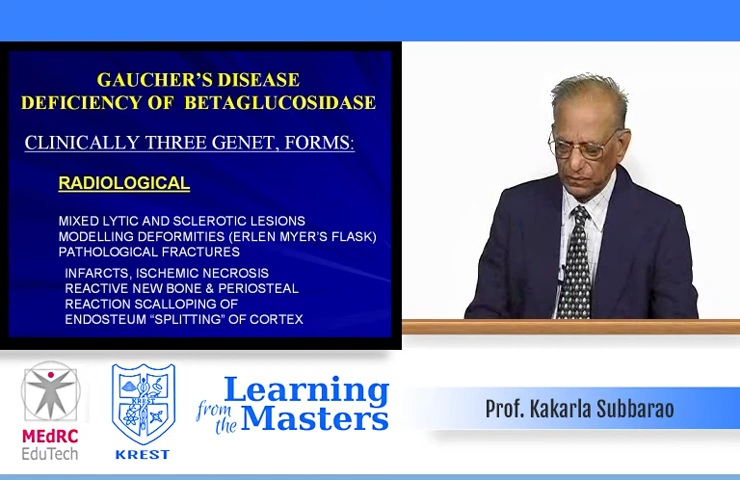 GAUCHER'S DISEASE
DEFICIENCY OF BETAGLUCOSIDASE
CLINICALLY THREE GENET, FORMS:
RADIOLOGICAL
MIXED LYTIC AND SCLEROTIC LESIONS
MODELLING DEFORMITIES (ERLEN MYER'S FLASK)
PATHOLOGICAL FRACTURES
INFARCTS, ISCHEMIC NECROSIS
REACTIVE NEW BONE & PERIOSTEAL
REACTION SCALLOPING OF
ENDOSTEUM “SPLITTING” OF CORTEX
MEdRC
EduTech
KREST
KREST
Learning
from the
Masters
Prof. Kakarla Subbarao